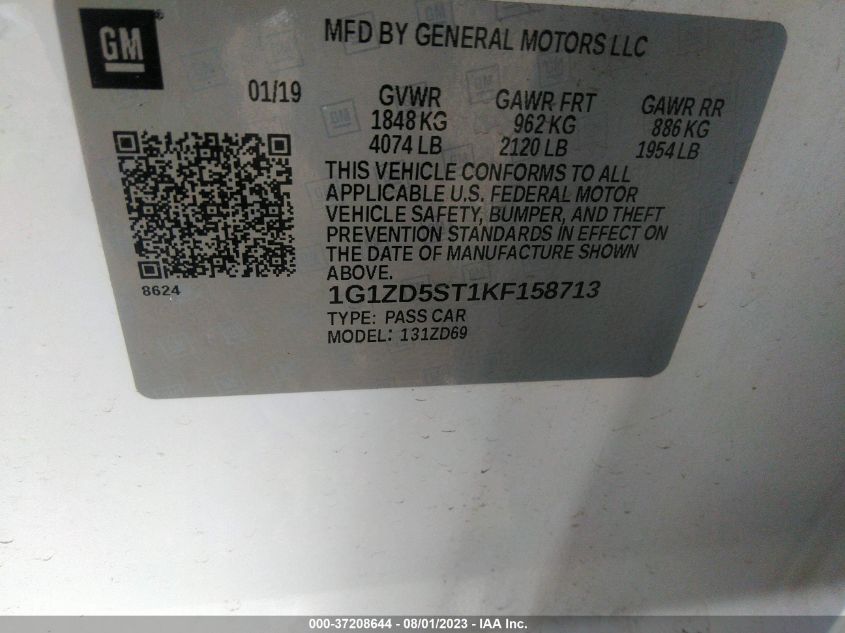 GM
®
MFD BY GENERAL MOTORS LLC
01/19
GVWR
1848 KG
4074 LB
GAWR FRT
962 KG
2120 LB
GAWR RR
886 KG
1954 LB
THIS VEHICLE CONFORMS TO ALL
APPLICABLE U.S. FEDERAL MOTOR
VEHICLE SAFETY, BUMPER, AND THEFT
PREVENTION STANDARDS IN EFFECT ON
THE DATE OF MANUFACTURE SHOWN
ABOVE.
8624
1G1ZD5ST1KF158713
TYPE: PASS CAR
MODEL: 131ZD69
000-37208644 - 08/01/2023 - IAA Inc.